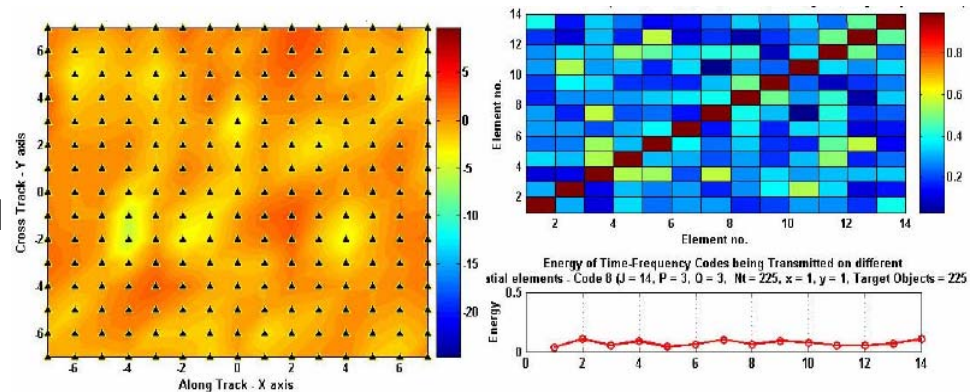 6
4
2
0
-2
-4
-6
Cross Track - Y axis
-6 -4 -2 0 2 4 6
Along Track - X axis
5
0
-5
-10
-15
-20
14
12
10
8
6
4
2
Element no.
2 4 6 8 10 12 14
Element no.
0.8
0.6
0.4
0.2
Energy of Time-Frequency Codes being Transmitted on different
atial elements - Code 8 (J = 14, P = 3, Q = 3, Nt = 225, x = 1, y = 1, Target Objects = 225
0.5
0
Energy
2 4 6 8 10 12 14